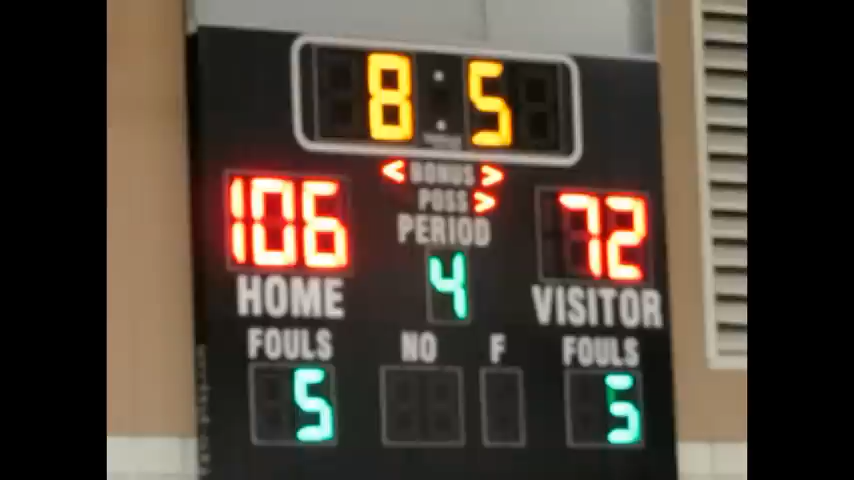 8:5
< BONUS >
POSS >
106 72
PERIOD
4
HOME VISITOR
FOULS NO F FOULS
5 5